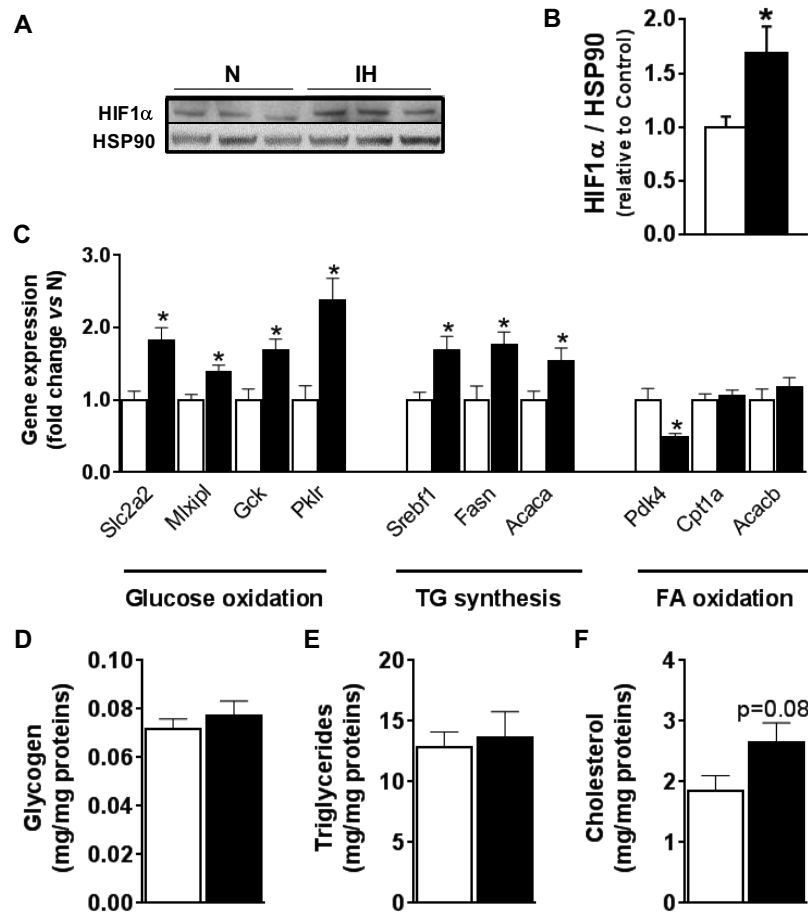 A
N IH
HIF1α
HSP90
B
HIF1α / HSP90
(relative to Control)
2.0
1.5
1.0
0.5
0.0
*
C
Gene expression
(fold change vs N)
3.0
2.0
1.0
0.0
* * * * * * * *
Slc2a2 Mlxipl Gck Pklr Srebf1 Fasn Acaca Pdk4 Cpt1a Acacb
Glucose oxidation TG synthesis FA oxidation
D
Glycogen
(mg/mg proteins)
0.10
0.08
0.06
0.04
0.02
0.00
E
Triglycerides
(mg/mg proteins)
20
15
10
5
0
F
Cholesterol
(mg/mg proteins)
4
3
2
1
0
p=0.08